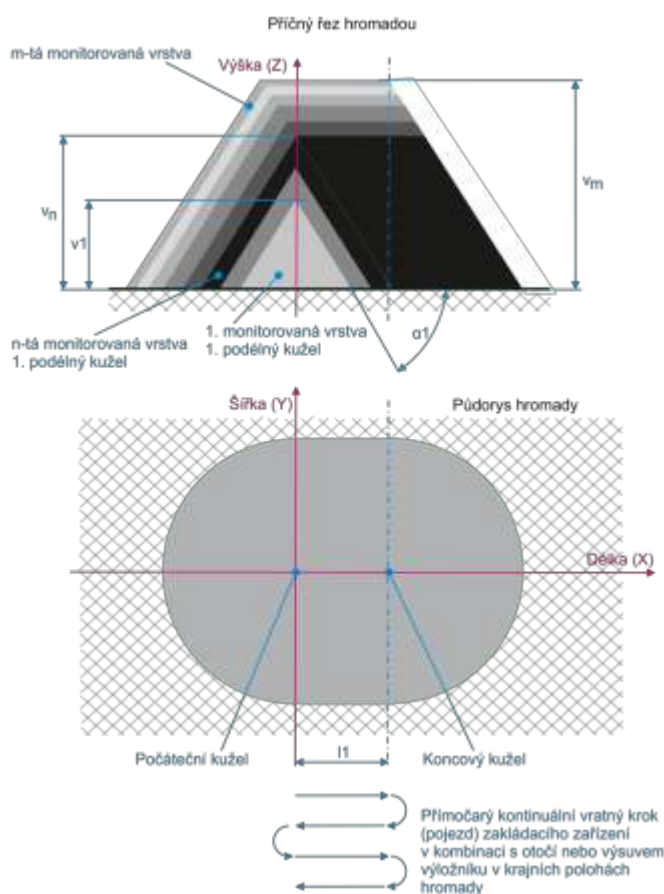 Příčný řez hromadou
m-tá monitorovaná vrstva
Výška (Z)
vn
v1
vm
n-tá monitorovaná vrstva
1. podélný kužel
1. monitorovaná vrstva
1. podélný kužel
α1
Šířka (Y)
Půdorys hromady
Délka (X)
Počáteční kužel
l1
Koncový kužel
Přímočarý kontinuální vratný krok
(pojezd) zakládacího zařízení
v kombinaci s otočí nebo výsuvem
výložníku v krajních polohách
hromady